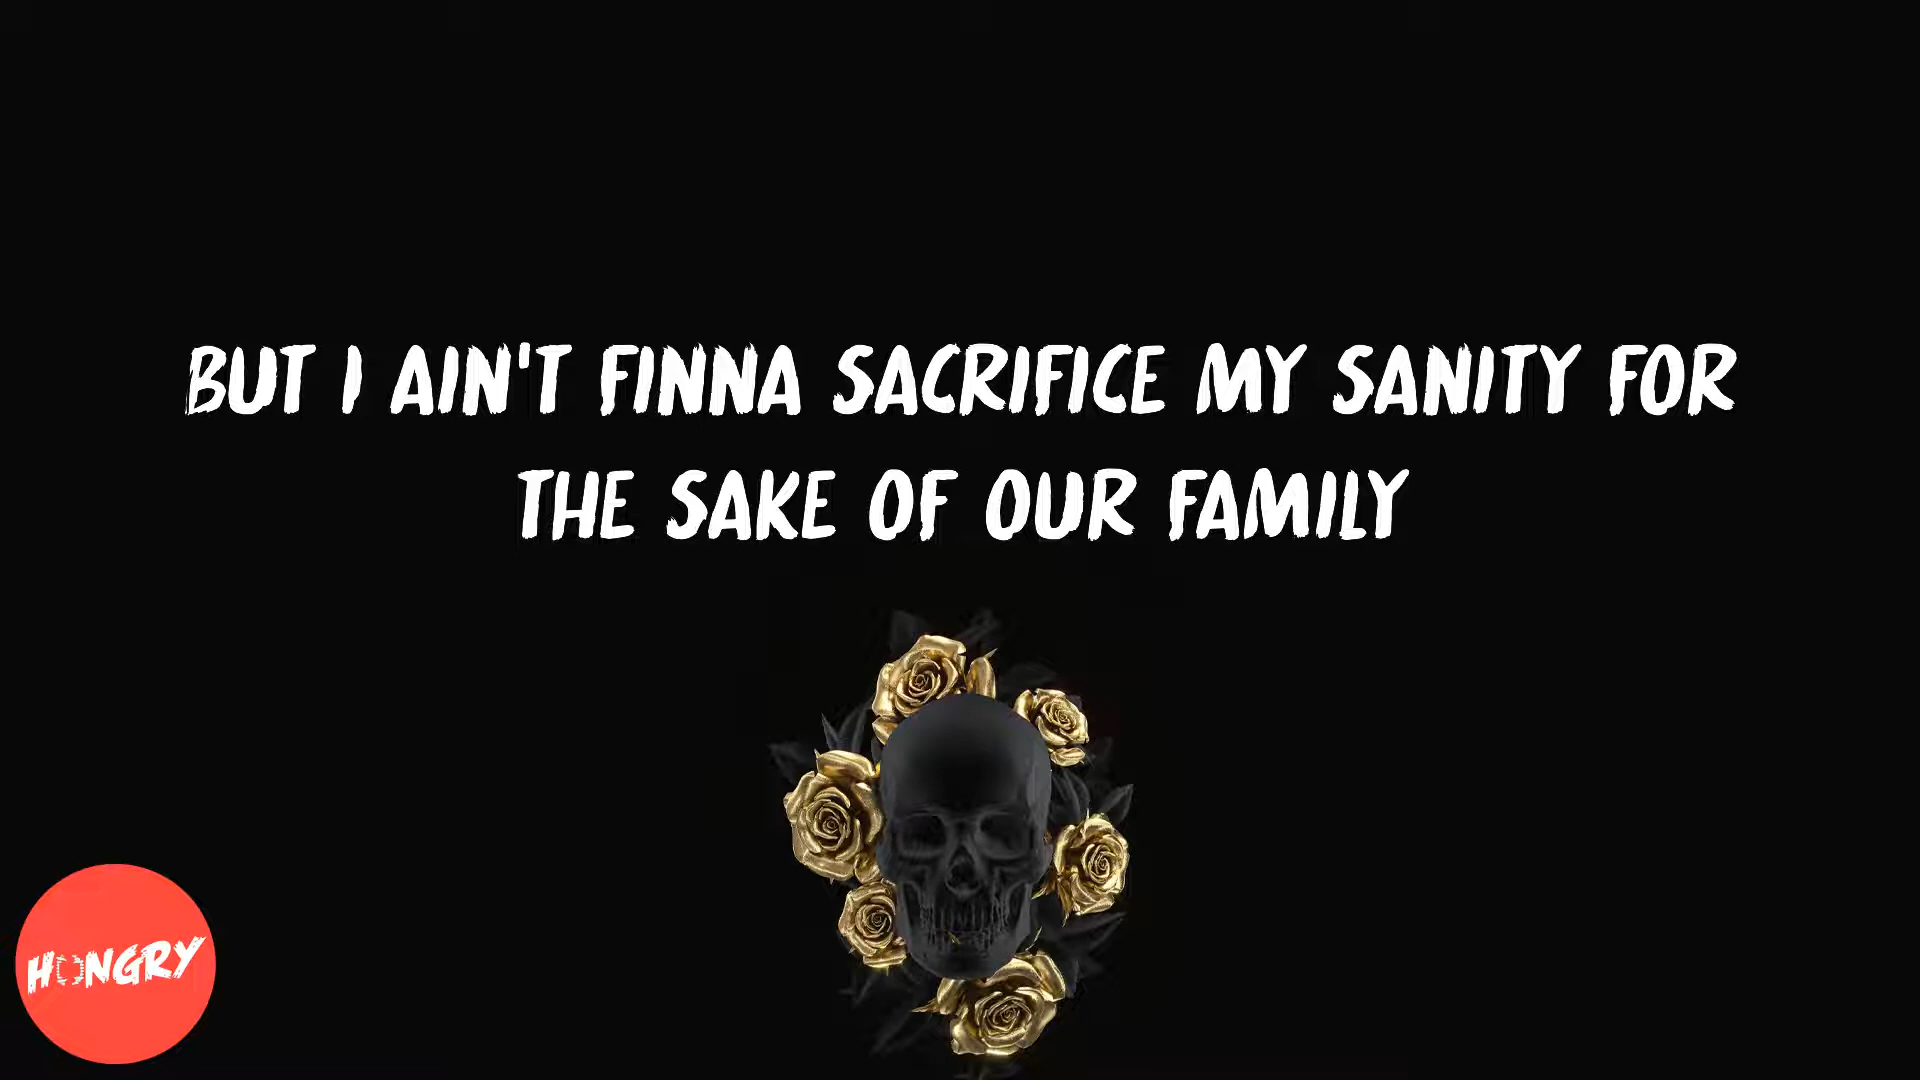 BUT I AIN'T FINNA SACRIFICE MY SANITY FOR
THE SAKE OF OUR FAMILY
HONGRY